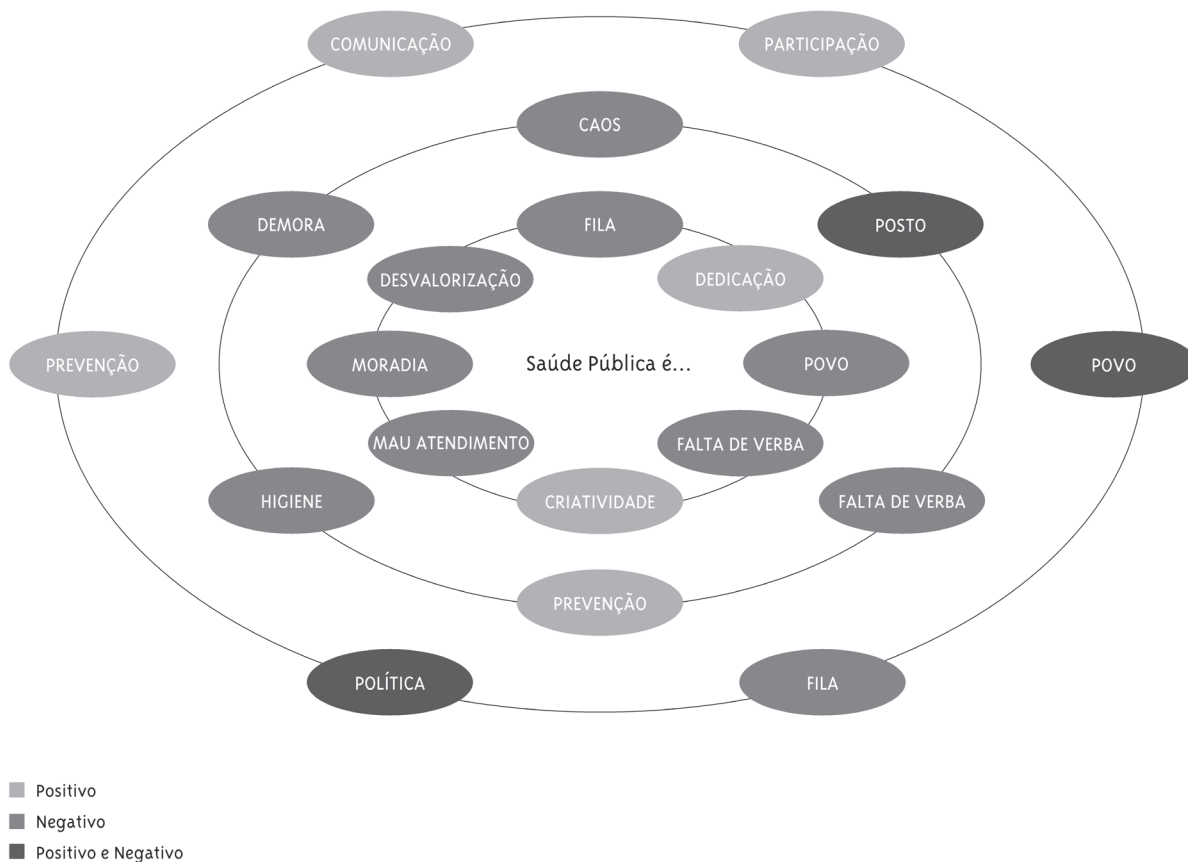 COMUNICAÇÃO
PARTICIPAÇÃO
CAOS
DEMORA
FILA
POSTO
DESVALORIZAÇÃO
DEDICAÇÃO
PREVENÇÃO
MORADIA
Saúde Pública é...
POVO
POVO
MAU ATENDIMENTO
FALTA DE VERBA
HIGIENE
CRIATIVIDADE
FALTA DE VERBA
PREVENÇÃO
POLÍTICA
FILA
Positivo
Negativo
Positivo e Negativo